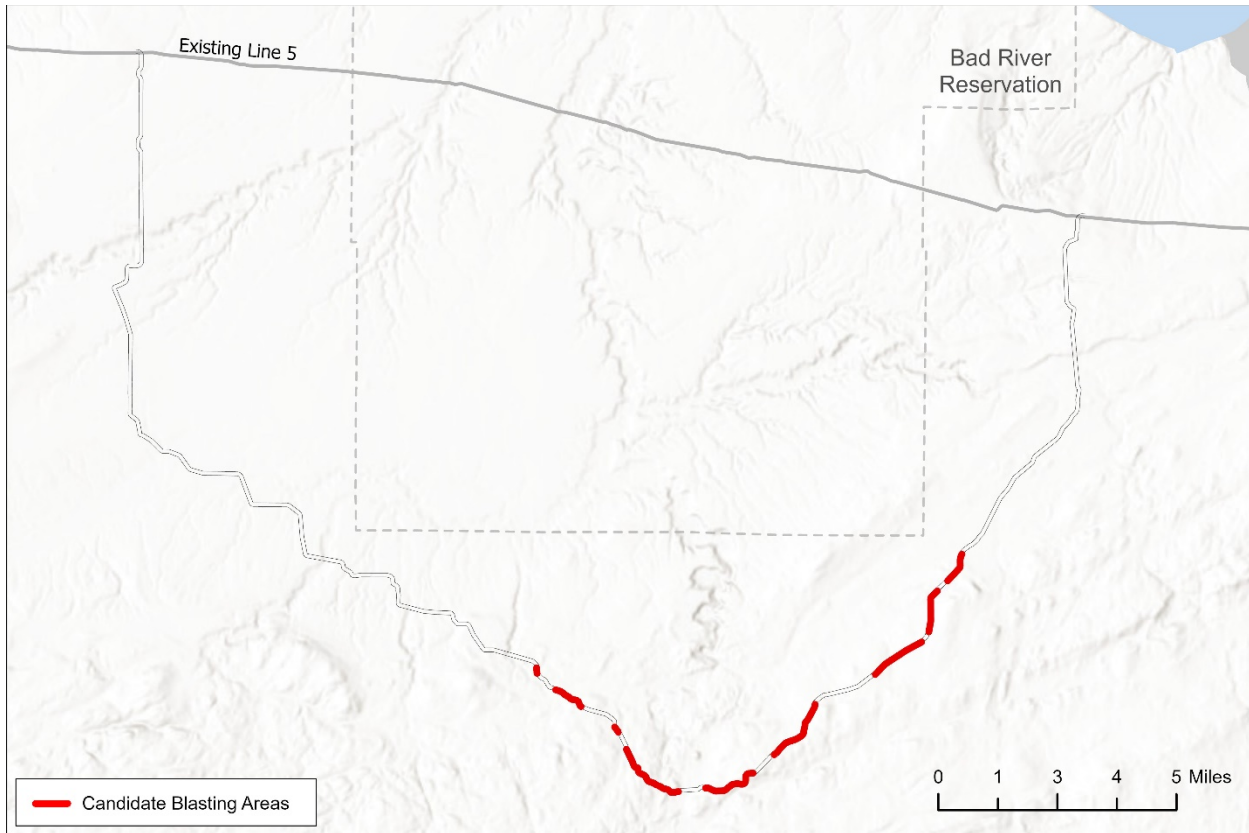 Existing Line 5
Bad River
Reservation
0 1 3 4 5 Miles
Candidate Blasting Areas